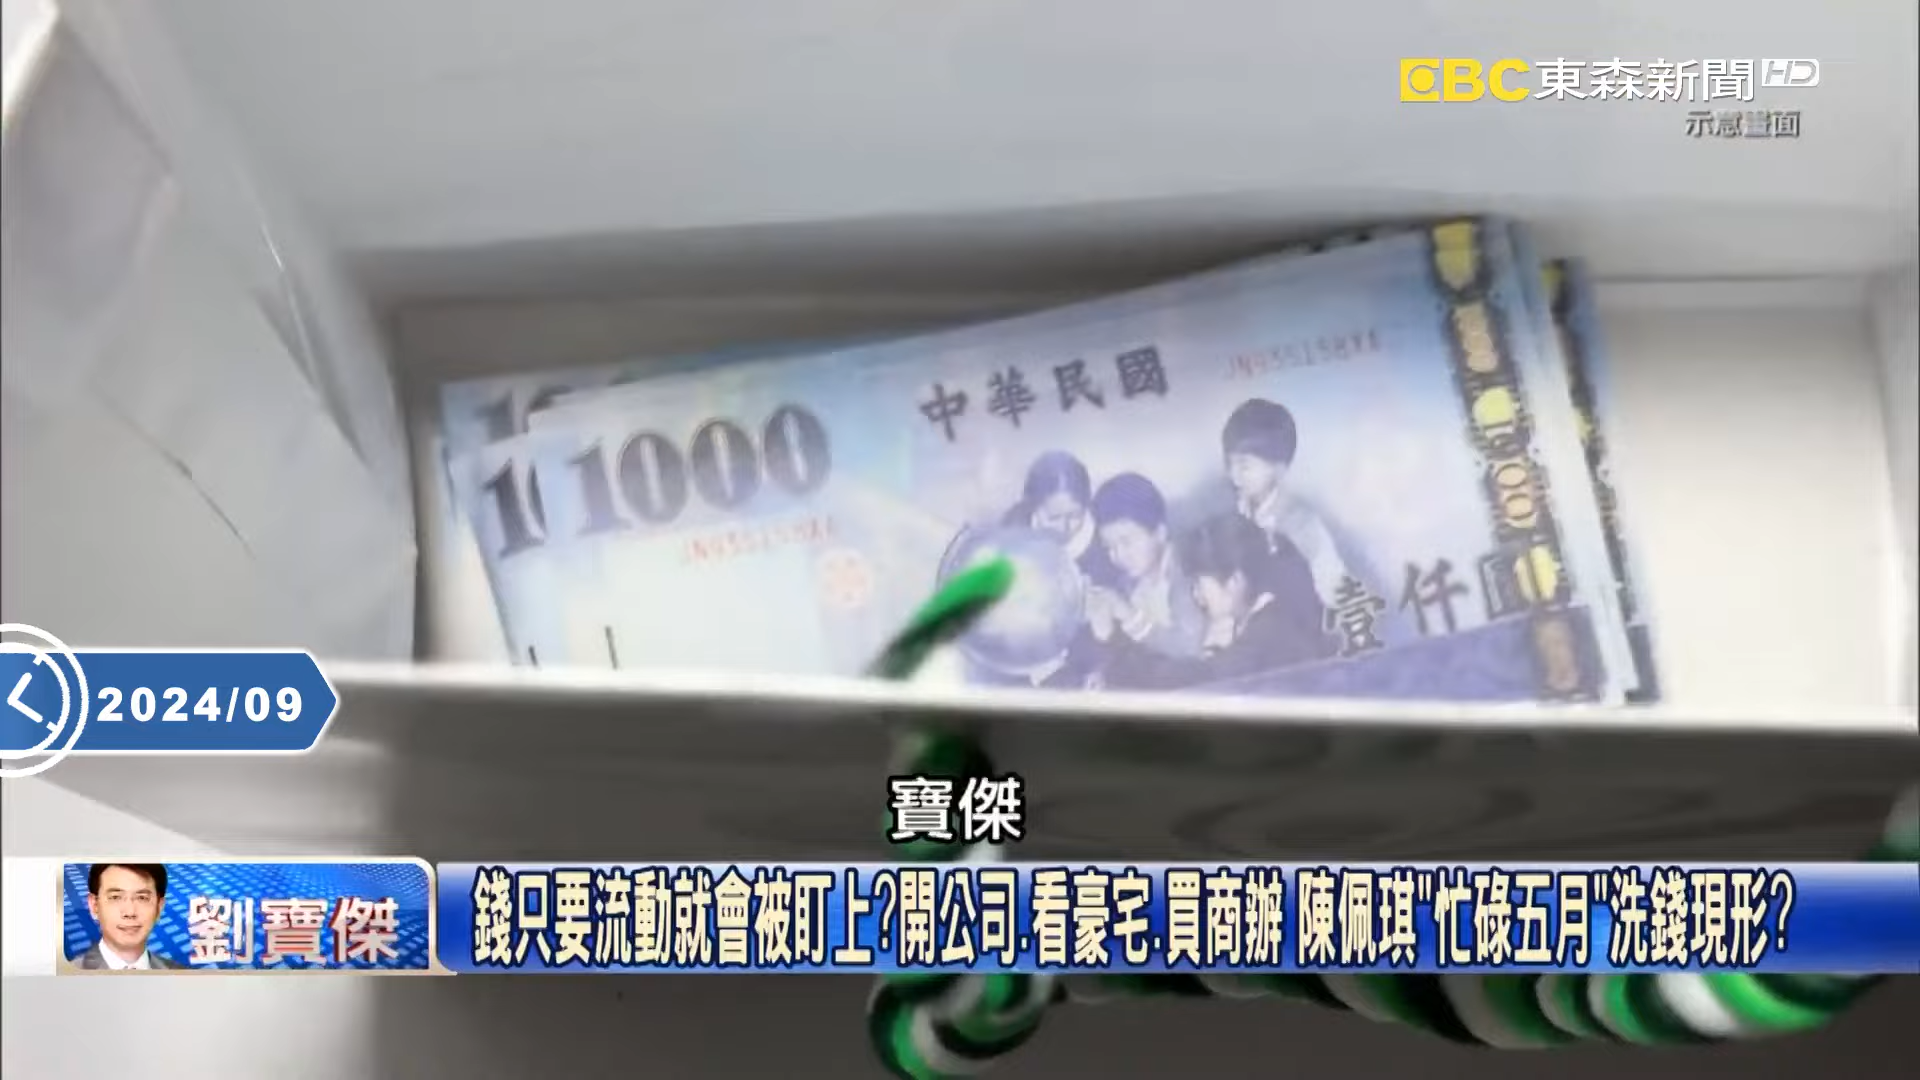 EBC東森新聞HD
示意畫面
中華民國
JN935158XA
1000
10
JN935158XA
壹仟圓
2024/09
寶傑
劉寶傑
錢只要流動就會被盯上?開公司.看豪宅.買商辦 陳佩琪"忙碌五月"洗錢現形?